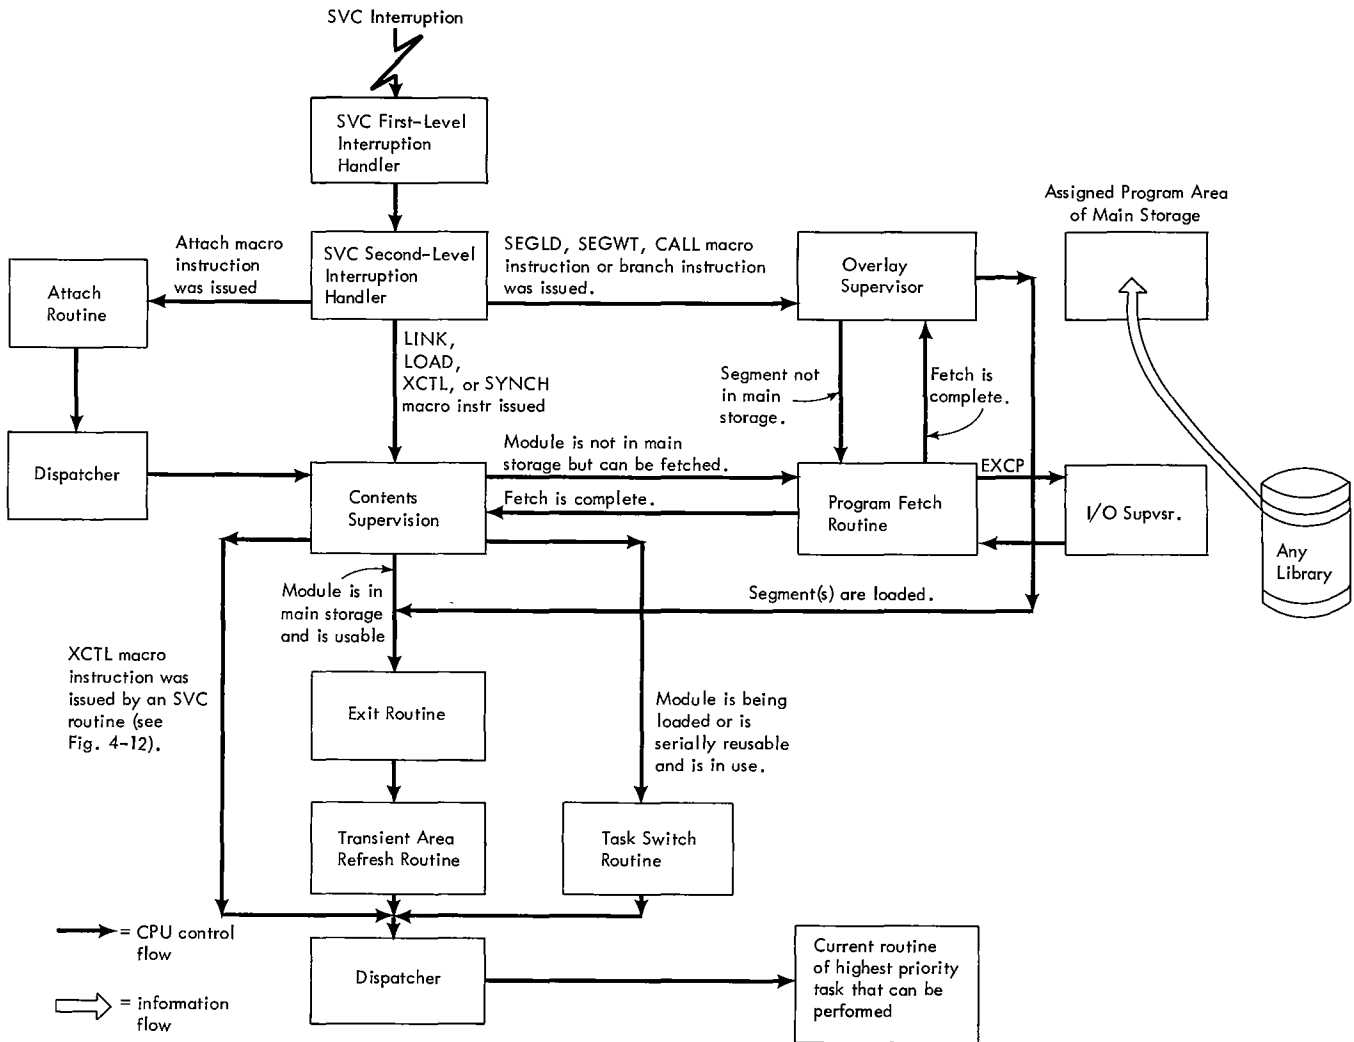 SVC Interruption
SVC First-Level
Interruption
Handler
Assigned Program Area
of Main Storage
Attach macro
instruction
was issued
SVC Second-Level
Interruption
Handler
SEGLD, SEGWT, CALL macro
instruction or branch instruction
was issued.
Overlay
Supervisor
Attach
Routine
LINK,
LOAD,
XCTL, or SYNCH
macro instr issued
Segment not
in main
storage.
Fetch is
complete.
Dispatcher
Module is not in main
storage but can be fetched.
Fetch is complete.
Contents
Supervision
Program Fetch
Routine
EXCP
I/O Supvsr.
Any
Library
Module is in
main storage
and is usable
Segment(s) are loaded.
XCTL macro
instruction was
issued by an SVC
routine (see
Fig. 4-12).
Exit Routine
Module is being
loaded or is
serially reusable
and is in use.
Transient Area
Refresh Routine
Task Switch
Routine
= CPU control
flow
Dispatcher
Current routine
of highest priority
task that can be
performed
= information
flow